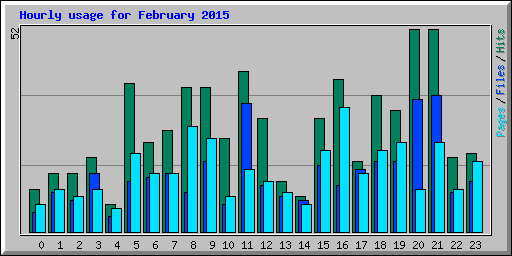 Hourly usage for February 2015
52
Pages / Files / Hits
0 1 2 3 4 5 6 7 8 9 10 11 12 13 14 15 16 17 18 19 20 21 22 23